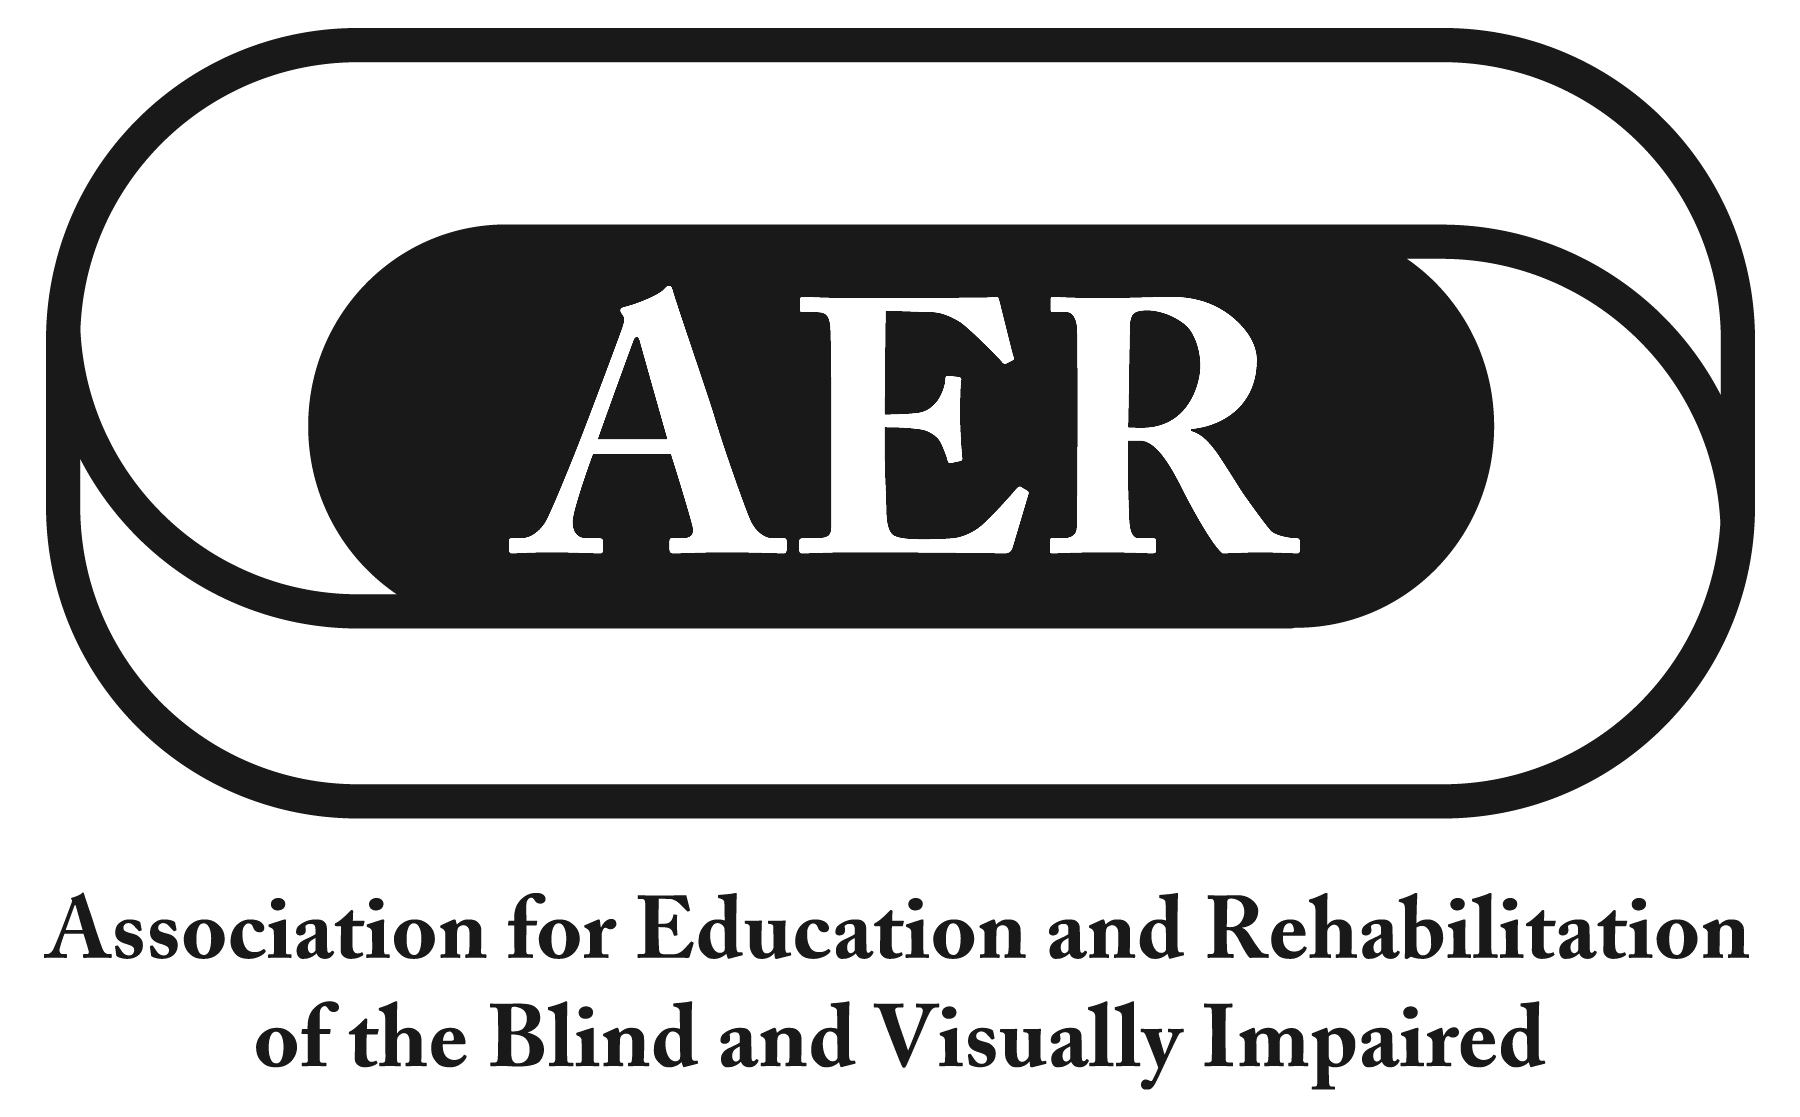 AER
Association for Education and Rehabilitation
of the Blind and Visually Impaired